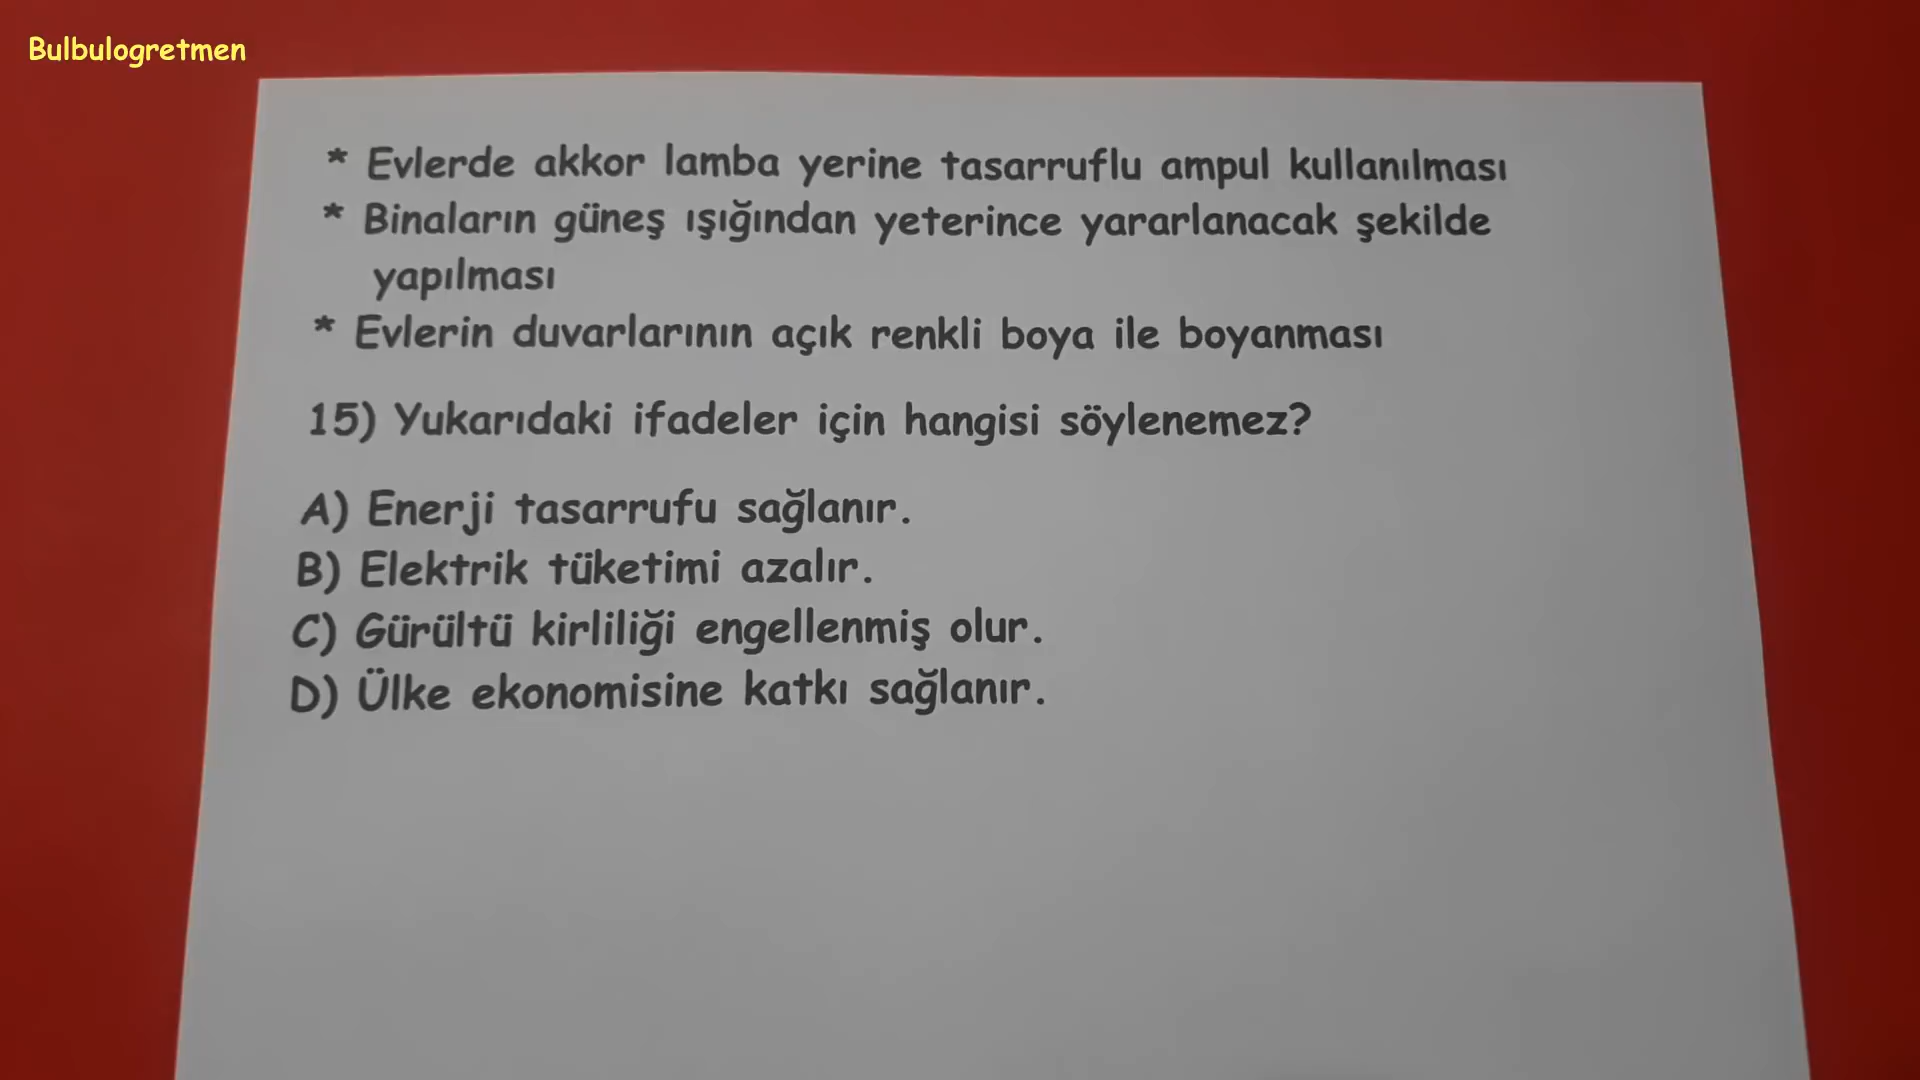 Bulbulogretmen
* Evlerde akkor lamba yerine tasarruflu ampul kullanılması
* Binaların güneş ışığından yeterince yararlanacak şekilde
yapılması
* Evlerin duvarlarının açık renkli boya ile boyanması
15) Yukarıdaki ifadeler için hangisi söylenemez?
A) Enerji tasarrufu sağlanır.
B) Elektrik tüketimi azalır.
C) Gürültü kirliliği engellenmiş olur.
D) Ülke ekonomisine katkı sağlanır.